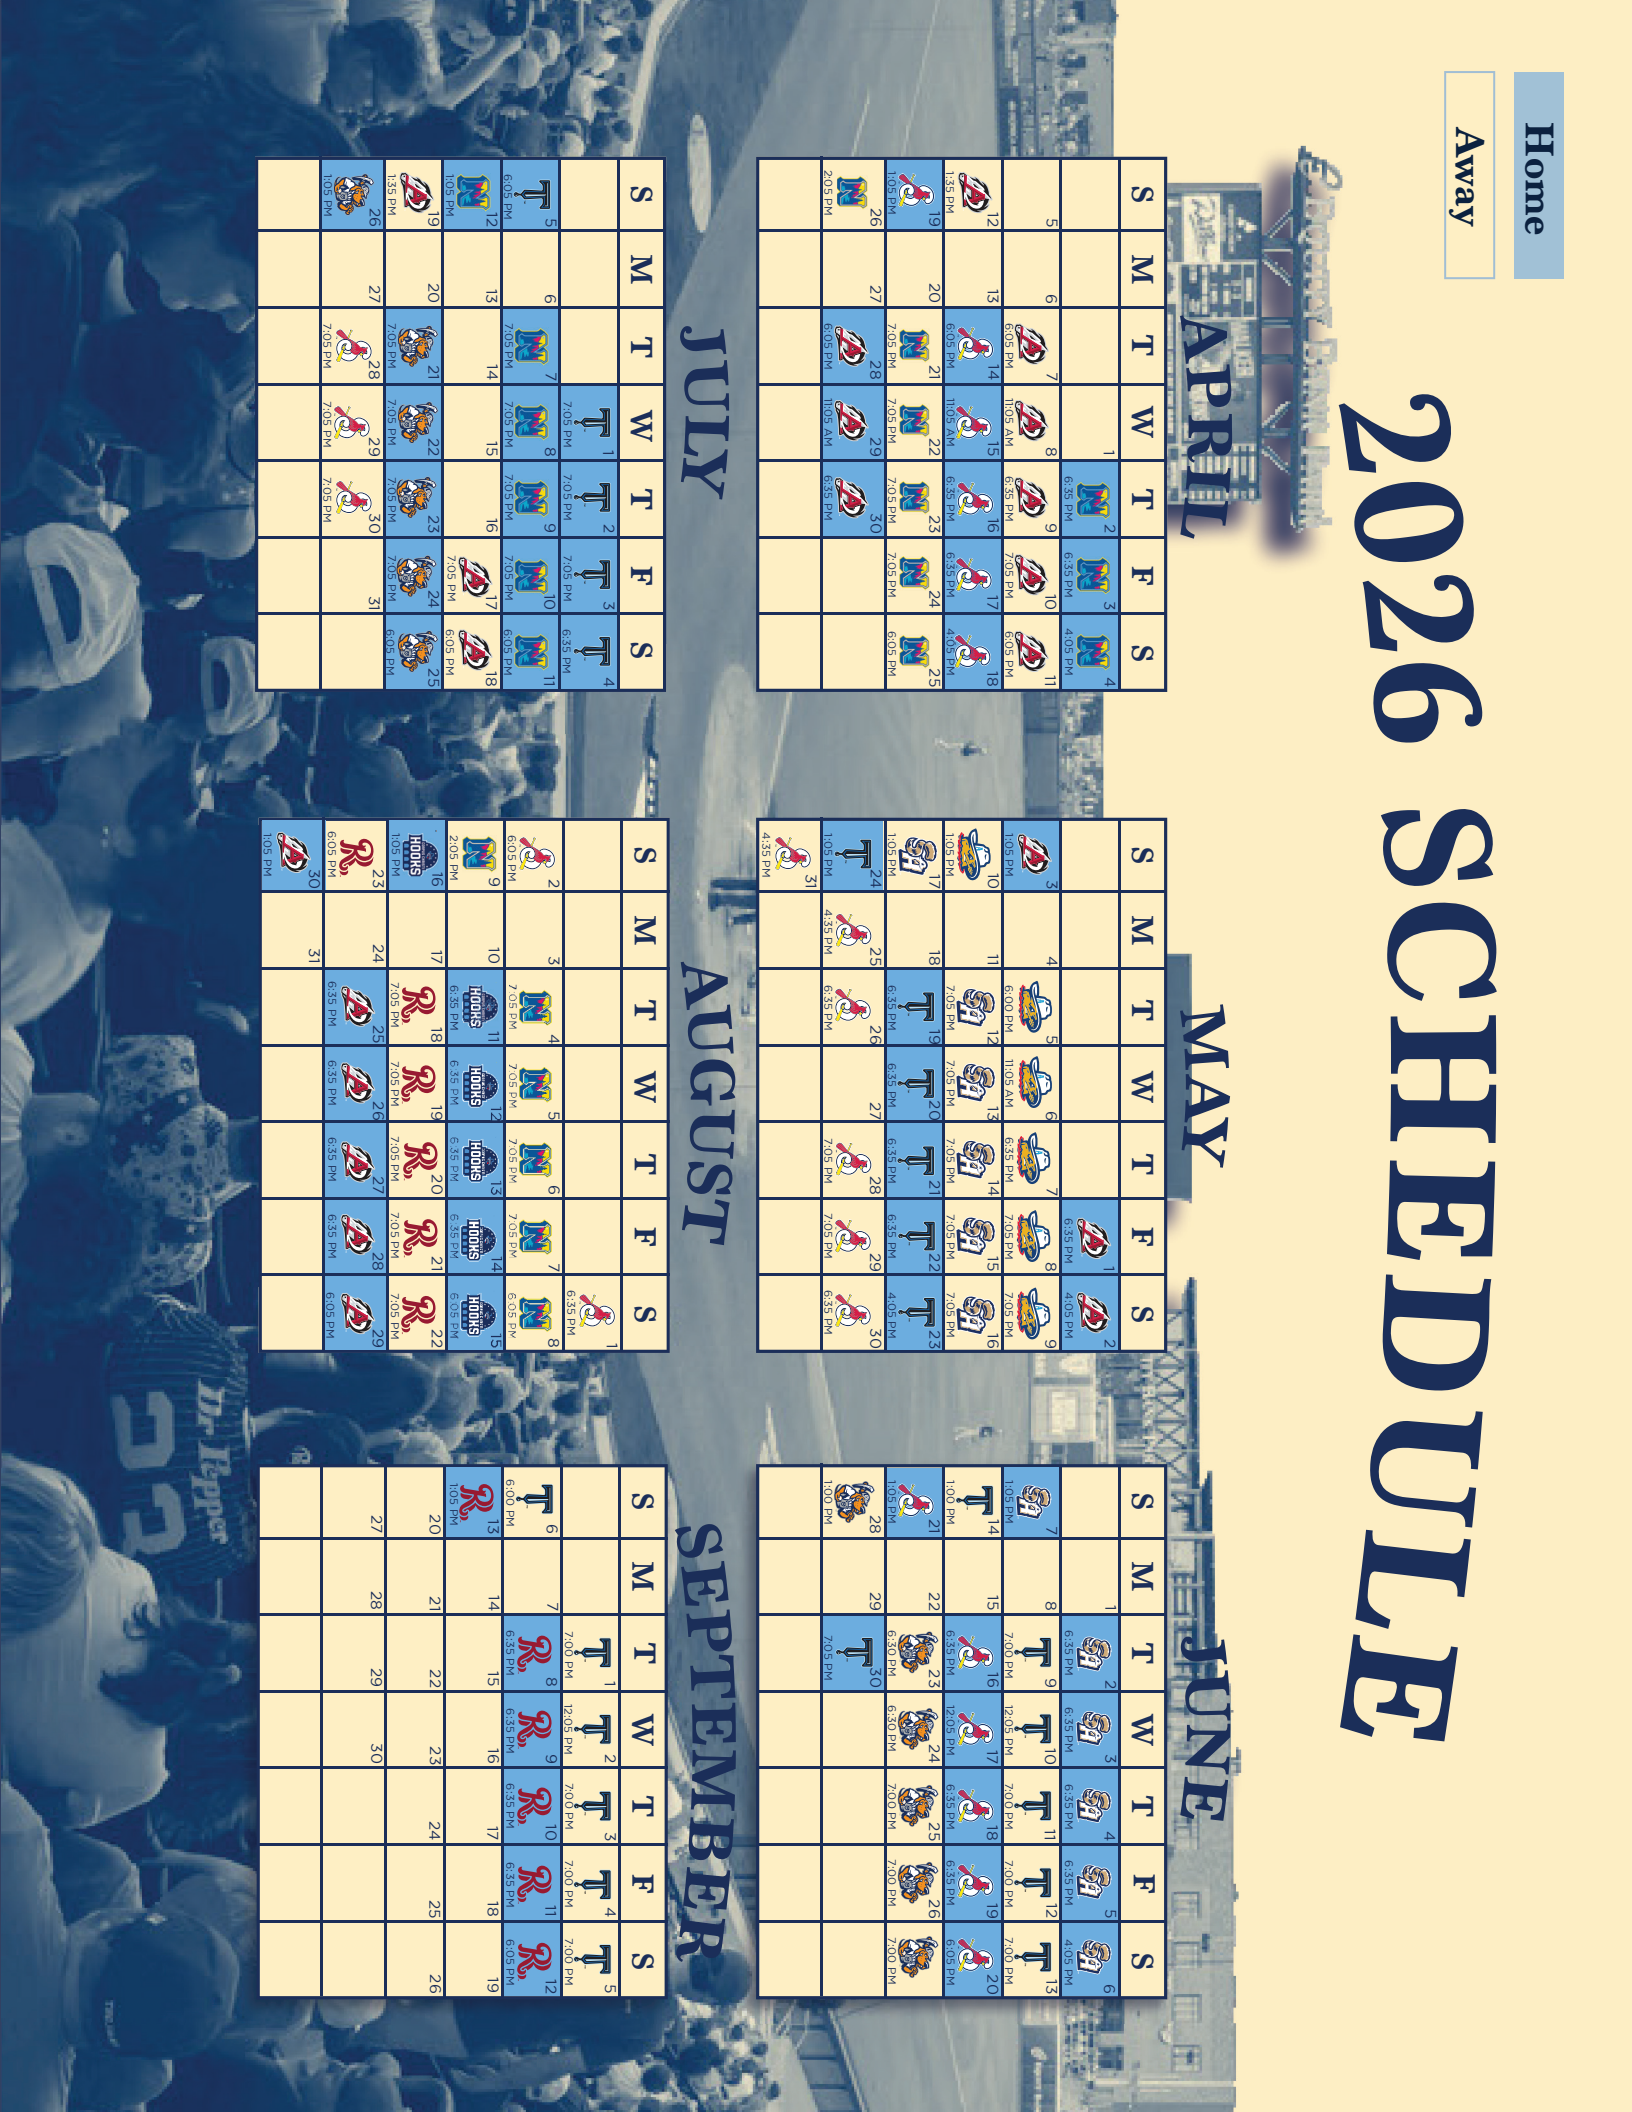 2026 SCHEDULE
Home
Away
APRIL
S M T W T F S
1
2 6:35 PM
3 6:35 PM
4 4:05 PM
5
6
7 6:05 PM
8 11:05 AM
9 6:35 PM
10 7:05 PM
11 6:05 PM
12 1:35 PM
13
14 6:05 PM
15 11:05 AM
16 6:35 PM
17 6:35 PM
18 4:05 PM
19 1:05 PM
20
21 7:05 PM
22 7:05 PM
23 7:05 PM
24 7:05 PM
25 6:05 PM
26 2:05 PM
27
28 6:05 PM
29 11:05 AM
30 6:35 PM
MAY
S M T W T F S
1 6:35 PM
2 4:05 PM
3 1:05 PM
4
5 6:00 PM
6 11:05 AM
7 6:35 PM
8 7:05 PM
9 7:05 PM
10 1:05 PM
11
12 SA 7:05 PM
13 SA 7:05 PM
14 SA 7:05 PM
15 SA 7:05 PM
16 SA 7:05 PM
17 SA 1:05 PM
18
19 T 6:35 PM
20 T 6:35 PM
21 T 6:35 PM
22 T 6:35 PM
23 T 4:05 PM
24 T 1:05 PM
25 4:35 PM
26 6:35 PM
27
28 7:05 PM
29 7:05 PM
30 6:35 PM
31 4:35 PM
JUNE
S M T W T F S
1
2 SA 6:35 PM
3 SA 6:35 PM
4 SA 6:35 PM
5 SA 6:35 PM
6 SA 4:05 PM
7 SA 1:05 PM
8
9 T 7:00 PM
10 T 12:05 PM
11 T 7:00 PM
12 T 7:00 PM
13 T 7:00 PM
14 T 1:00 PM
15
16 6:35 PM
17 12:05 PM
18 6:35 PM
19 6:35 PM
20 6:05 PM
21 1:05 PM
22
23 6:30 PM
24 6:30 PM
25 7:00 PM
26 7:00 PM
7:00 PM
28 1:00 PM
29
30 T 7:05 PM
JULY
S M T W T F S
1 T 7:05 PM
2 T 7:05 PM
3 T 7:05 PM
4 T 6:35 PM
5 T 6:05 PM
6
7 N 7:05 PM
8 N 7:05 PM
9 N 7:05 PM
10 N 7:05 PM
11 N 6:05 PM
12 N 1:05 PM
13
14
15
16
17 A 7:05 PM
18 A 6:05 PM
19 A 1:35 PM
20
21 7:05 PM
22 7:05 PM
23 7:05 PM
24 7:05 PM
25 6:05 PM
26 1:05 PM
27
28 7:05 PM
29 7:05 PM
30 7:05 PM
31
AUGUST
S M T W T F S
1 6:35 PM
2 6:05 PM
3
4 N 7:05 PM
5 N 7:05 PM
6 N 7:05 PM
7 N 7:05 PM
8 N 6:05 PM
9 N 2:05 PM
10
11 HOOKS 6:35 PM
12 HOOKS 6:35 PM
13 HOOKS 6:35 PM
14 HOOKS 6:35 PM
15 HOOKS 6:05 PM
16 HOOKS 1:05 PM
17
18 R 7:05 PM
19 R 7:05 PM
20 R 7:05 PM
21 R 7:05 PM
22 R 7:05 PM
23 R 6:05 PM
24
25 A 6:35 PM
26 A 6:35 PM
27 A 6:35 PM
28 A 6:35 PM
29 A 6:05 PM
30 A 1:05 PM
31
SEPTEMBER
S M T W T F S
1 T 7:00 PM
2 T 12:05 PM
3 T 7:00 PM
4 T 7:00 PM
5 T 7:00 PM
6 T 6:00 PM
7
8 R 6:35 PM
9 R 6:35 PM
10 R 6:35 PM
11 R 6:35 PM
12 R 6:05 PM
13 R 1:05 PM
14
15
16
17
18
19
20
21
22
23
24
25
26
27
28
29
30
Dr Pepper